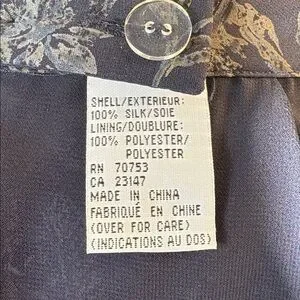 SHELL/EXTERIEUR:
100% SILK/SOIE
LINING/DOUBLURE:
100% POLYESTER/
POLYESTER
RN 70753
CA 23147
MADE IN CHINA
FABRIQUÉ EN CHINE
(OVER FOR CARE)
(INDICATIONS AU DOS)